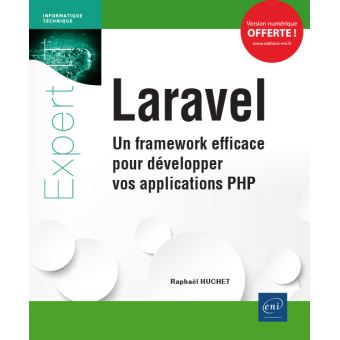 INFORMATIQUE
TECHNIQUE
Version numérique
OFFERTE !
www.editions-eni.fr
Expert
Laravel
Un framework efficace
pour développer
vos applications PHP
Raphaël HUCHET
eni